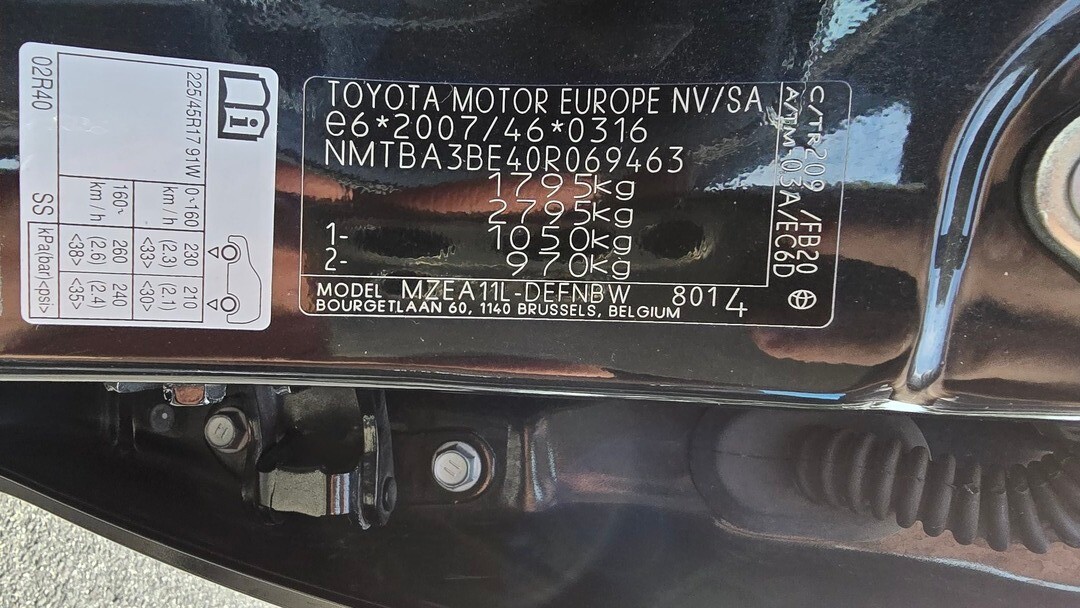 TOYOTA MOTOR EUROPE NV/SA
e6*2007/46*0316
NMTBA3BE40R069463
1795kg
2795kg
1- 1050kg
2- 970kg
MODEL MZEA11L-DEFNBW 8014
BOURGETLAAN 60, 1140 BRUSSELS, BELGIUM
C/TR 209 /FB20
A/TM -03A/EC6D
i
225/45R17 91W 0~160 km/h 230 (2.3) <33> 210 (2.1) <30>
160~ km/h 260 (2.6) <38> 240 (2.4) <35>
02R40 SS kPa(bar)<psi>